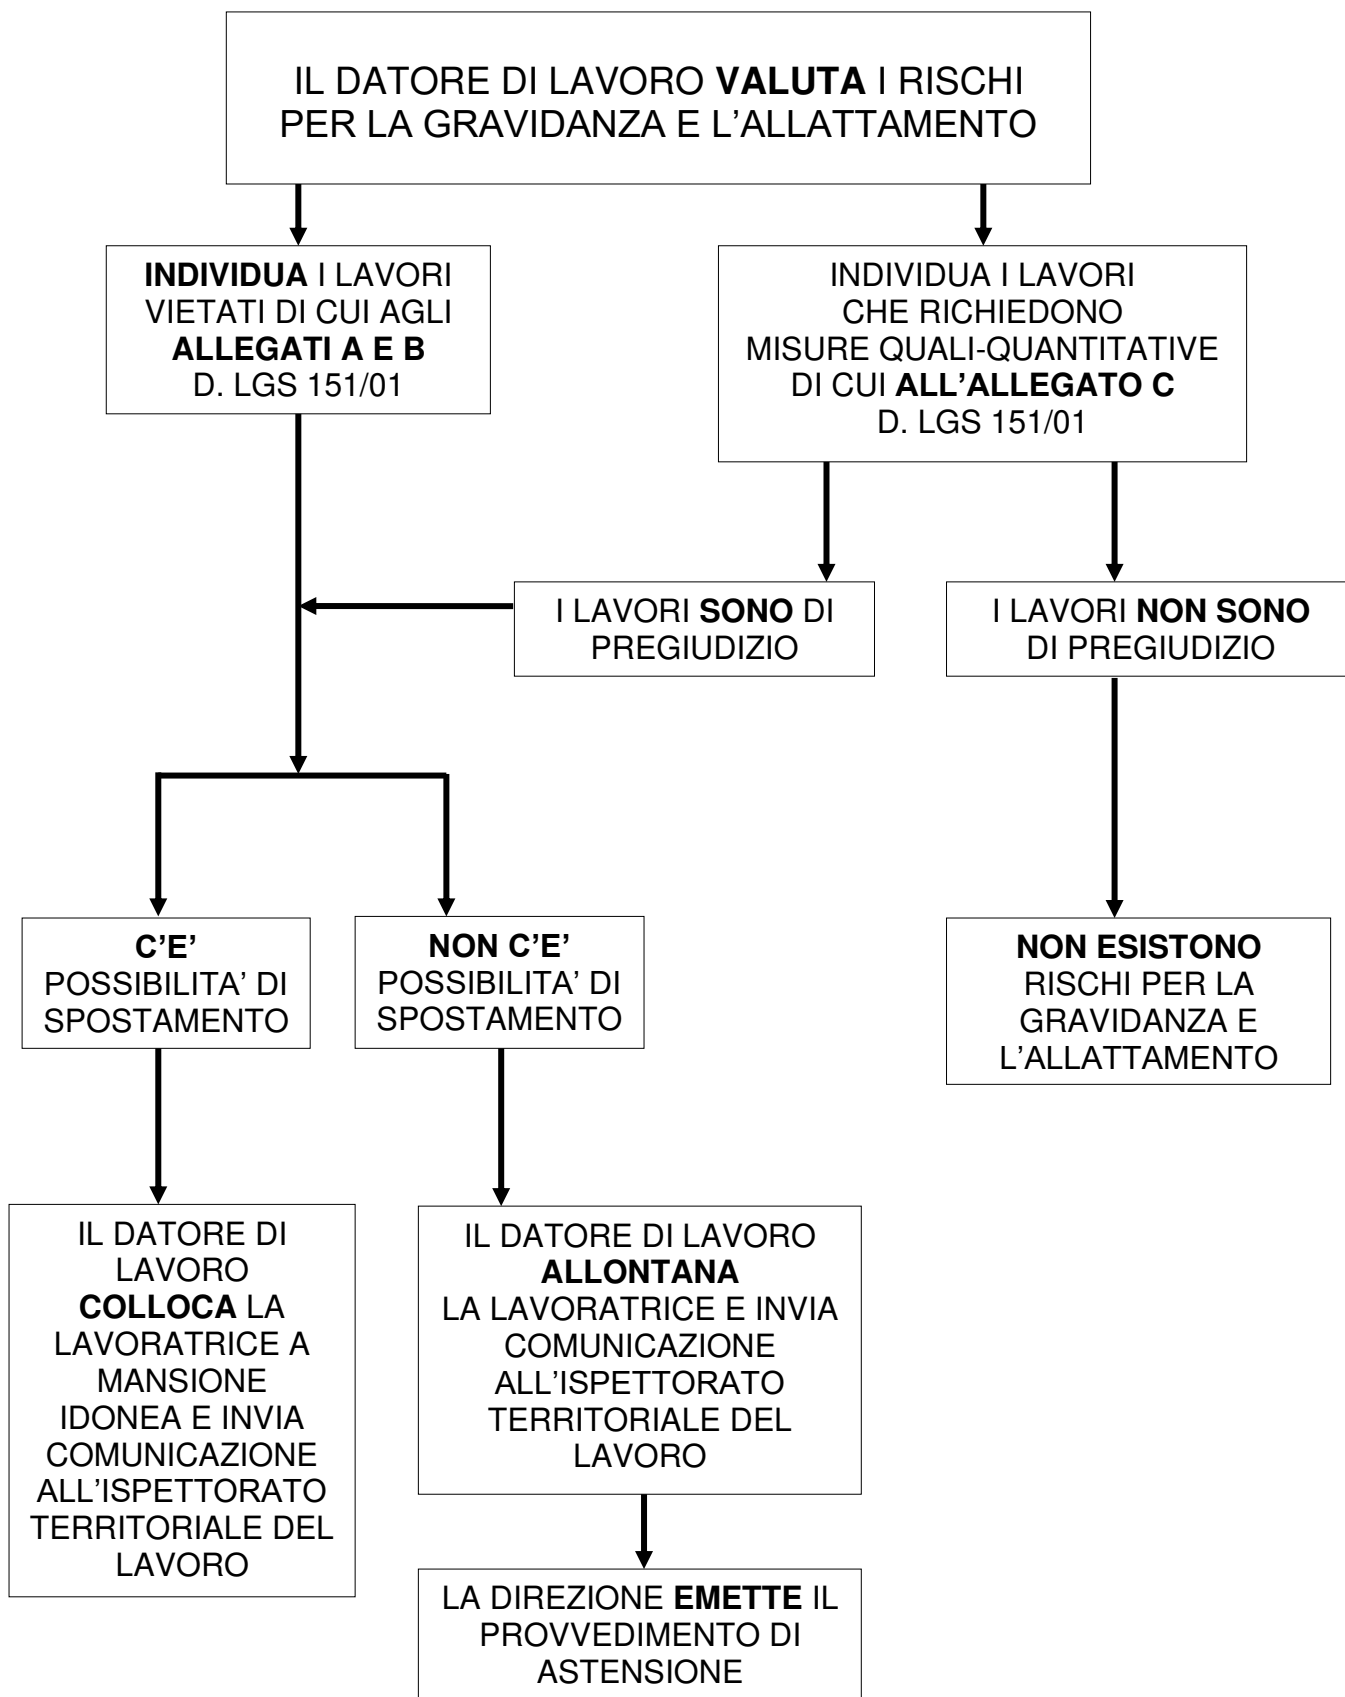 IL DATORE DI LAVORO VALUTA I RISCHI
PER LA GRAVIDANZA E L'ALLATTAMENTO
INDIVIDUA I LAVORI
VIETATI DI CUI AGLI
ALLEGATI A E B
D. LGS 151/01
INDIVIDUA I LAVORI
CHE RICHIEDONO
MISURE QUALI-QUANTITATIVE
DI CUI ALL'ALLEGATO C
D. LGS 151/01
I LAVORI SONO DI
PREGIUDIZIO
I LAVORI NON SONO
DI PREGIUDIZIO
C'E'
POSSIBILITA' DI
SPOSTAMENTO
NON C'E'
POSSIBILITA' DI
SPOSTAMENTO
NON ESISTONO
RISCHI PER LA
GRAVIDANZA E
L'ALLATTAMENTO
IL DATORE DI
LAVORO
COLLOCA LA
LAVORATRICE A
MANSIONE
IDONEA E INVIA
COMUNICAZIONE
ALL'ISPETTORATO
TERRITORIALE DEL
LAVORO
IL DATORE DI LAVORO
ALLONTANA
LA LAVORATRICE E INVIA
COMUNICAZIONE
ALL'ISPETTORATO
TERRITORIALE DEL
LAVORO
LA DIREZIONE EMETTE IL
PROVVEDIMENTO DI
ASTENSIONE